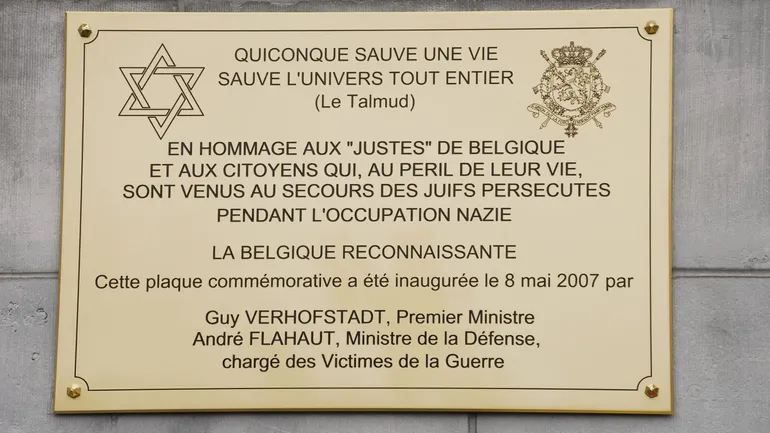 QUICONQUE SAUVE UNE VIE
SAUVE L'UNIVERS TOUT ENTIER
(Le Talmud)
EN HOMMAGE AUX "JUSTES" DE BELGIQUE
ET AUX CITOYENS QUI, AU PERIL DE LEUR VIE,
SONT VENUS AU SECOURS DES JUIFS PERSECUTES
PENDANT L'OCCUPATION NAZIE
LA BELGIQUE RECONNAISSANTE
Cette plaque commémorative a été inaugurée le 8 mai 2007 par
Guy VERHOFSTADT, Premier Ministre
André FLAHAUT, Ministre de la Défense,
chargé des Victimes de la Guerre